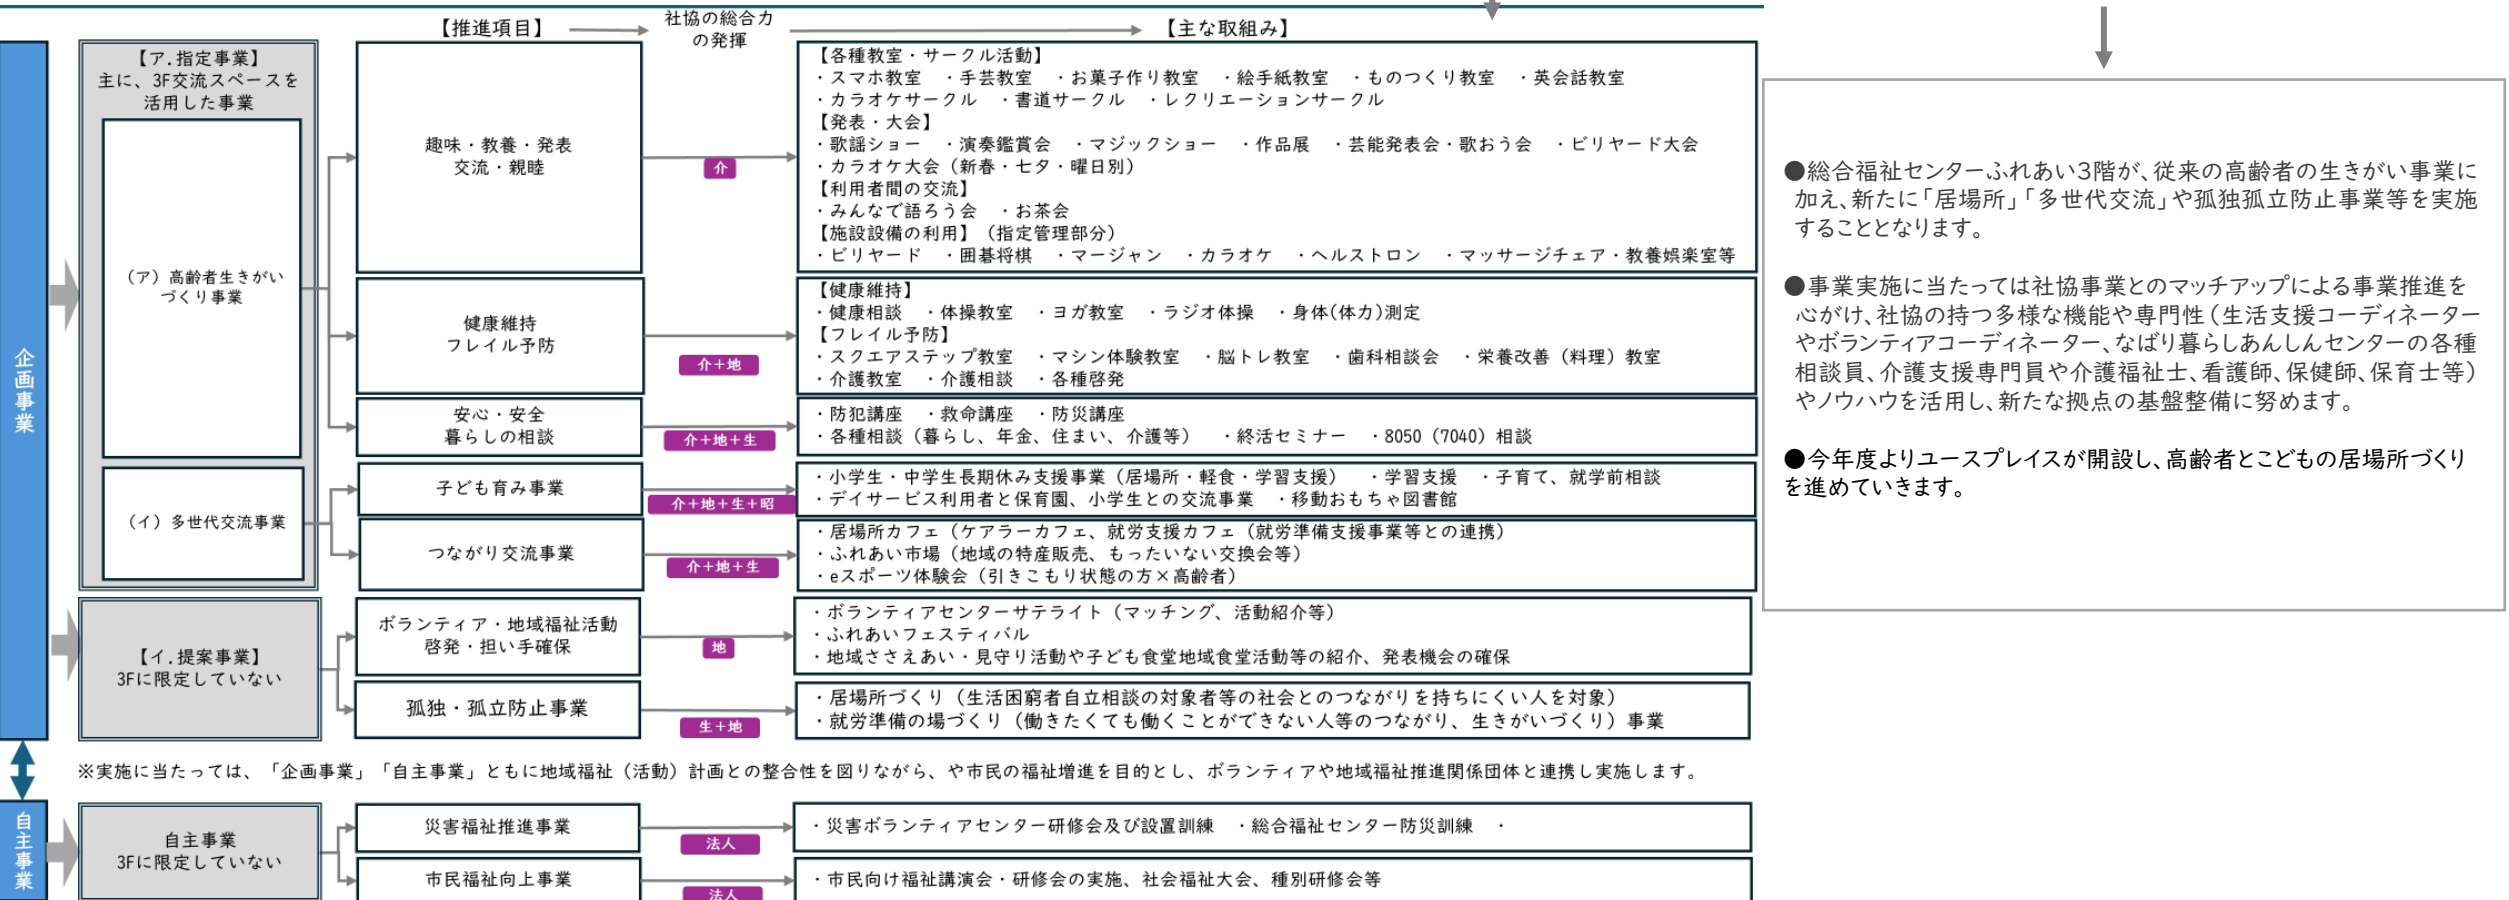 【推進項目】
社協の総合力
の発揮
【主な取組み】
企画事業
【ア.指定事業】
主に、3F交流スペースを
活用した事業
（ア）高齢者生きがい
づくり事業
趣味・教養・発表
交流・親睦
介
【各種教室・サークル活動】
・スマホ教室　・手芸教室　・お菓子作り教室　・絵手紙教室　・ものつくり教室　・英会話教室
・カラオケサークル　・書道サークル　・レクリエーションサークル
【発表・大会】
・歌謡ショー　・演奏鑑賞会　・マジックショー　・作品展　・芸能発表会・歌おう会　・ビリヤード大会
・カラオケ大会（新春・七夕・曜日別）
【利用者間の交流】
・みんなで語ろう会　・お茶会
【施設設備の利用】（指定管理部分）
・ビリヤード　・囲碁将棋　・マージャン　・カラオケ　・ヘルストロン　・マッサージチェア・教養娯楽室等
健康維持
フレイル予防
介＋地
【健康維持】
・健康相談　・体操教室　・ヨガ教室　・ラジオ体操　・身体(体力)測定
【フレイル予防】
・スクエアステップ教室　・マシン体験教室　・脳トレ教室　・歯科相談会　・栄養改善（料理）教室
・介護教室　・介護相談　・各種啓発
安心・安全
暮らしの相談
介＋地＋生
・防犯講座　・救命講座　・防災講座
・各種相談（暮らし、年金、住まい、介護等）　・終活セミナー　・8050（7040）相談
（イ）多世代交流事業
子ども育み事業
介＋地＋生＋昭
・小学生・中学生長期休み支援事業（居場所・軽食・学習支援）　・学習支援　・子育て、就学前相談
・デイサービス利用者と保育園、小学生との交流事業　・移動おもちゃ図書館
つながり交流事業
介＋地＋生
・居場所カフェ（ケアラーカフェ、就労支援カフェ（就労準備支援事業等との連携）
・ふれあい市場（地域の特産販売、もったいない交換会等）
・eスポーツ体験会（引きこもり状態の方×高齢者）
【イ.提案事業】
3Fに限定していない
ボランティア・地域福祉活動
啓発・担い手確保
地
・ボランティアセンターサテライト（マッチング、活動紹介等）
・ふれあいフェスティバル
・地域ささえあい・見守り活動や子ども食堂地域食堂活動等の紹介、発表機会の確保
孤独・孤立防止事業
生＋地
・居場所づくり（生活困窮者自立相談の対象者等の社会とのつながりを持ちにくい人を対象）
・就労準備の場づくり（働きたくても働くことができない人等のつながり、生きがいづくり）事業
※実施に当たっては、「企画事業」「自主事業」ともに地域福祉（活動）計画との整合性を図りながら、や市民の福祉増進を目的とし、ボランティアや地域福祉推進関係団体と連携し実施します。
自主事業
自主事業
3Fに限定していない
災害福祉推進事業
法人
・災害ボランティアセンター研修会及び設置訓練　・総合福祉センター防災訓練　・
市民福祉向上事業
法人
・市民向け福祉講演会・研修会の実施、社会福祉大会、種別研修会等
●総合福祉センターふれあい3階が、従来の高齢者の生きがい事業に
加え、新たに「居場所」「多世代交流」や孤独孤立防止事業等を実施
することとなります。
●事業実施に当たっては社協事業とのマッチアップによる事業推進を
心がけ、社協の持つ多様な機能や専門性（生活支援コーディネーター
やボランティアコーディネーター、なばり暮らしあんしんセンターの各種
相談員、介護支援専門員や介護福祉士、看護師、保健師、保育士等）
やノウハウを活用し、新たな拠点の基盤整備に努めます。
●今年度よりユースプレイスが開設し、高齢者とこどもの居場所づくり
を進めていきます。